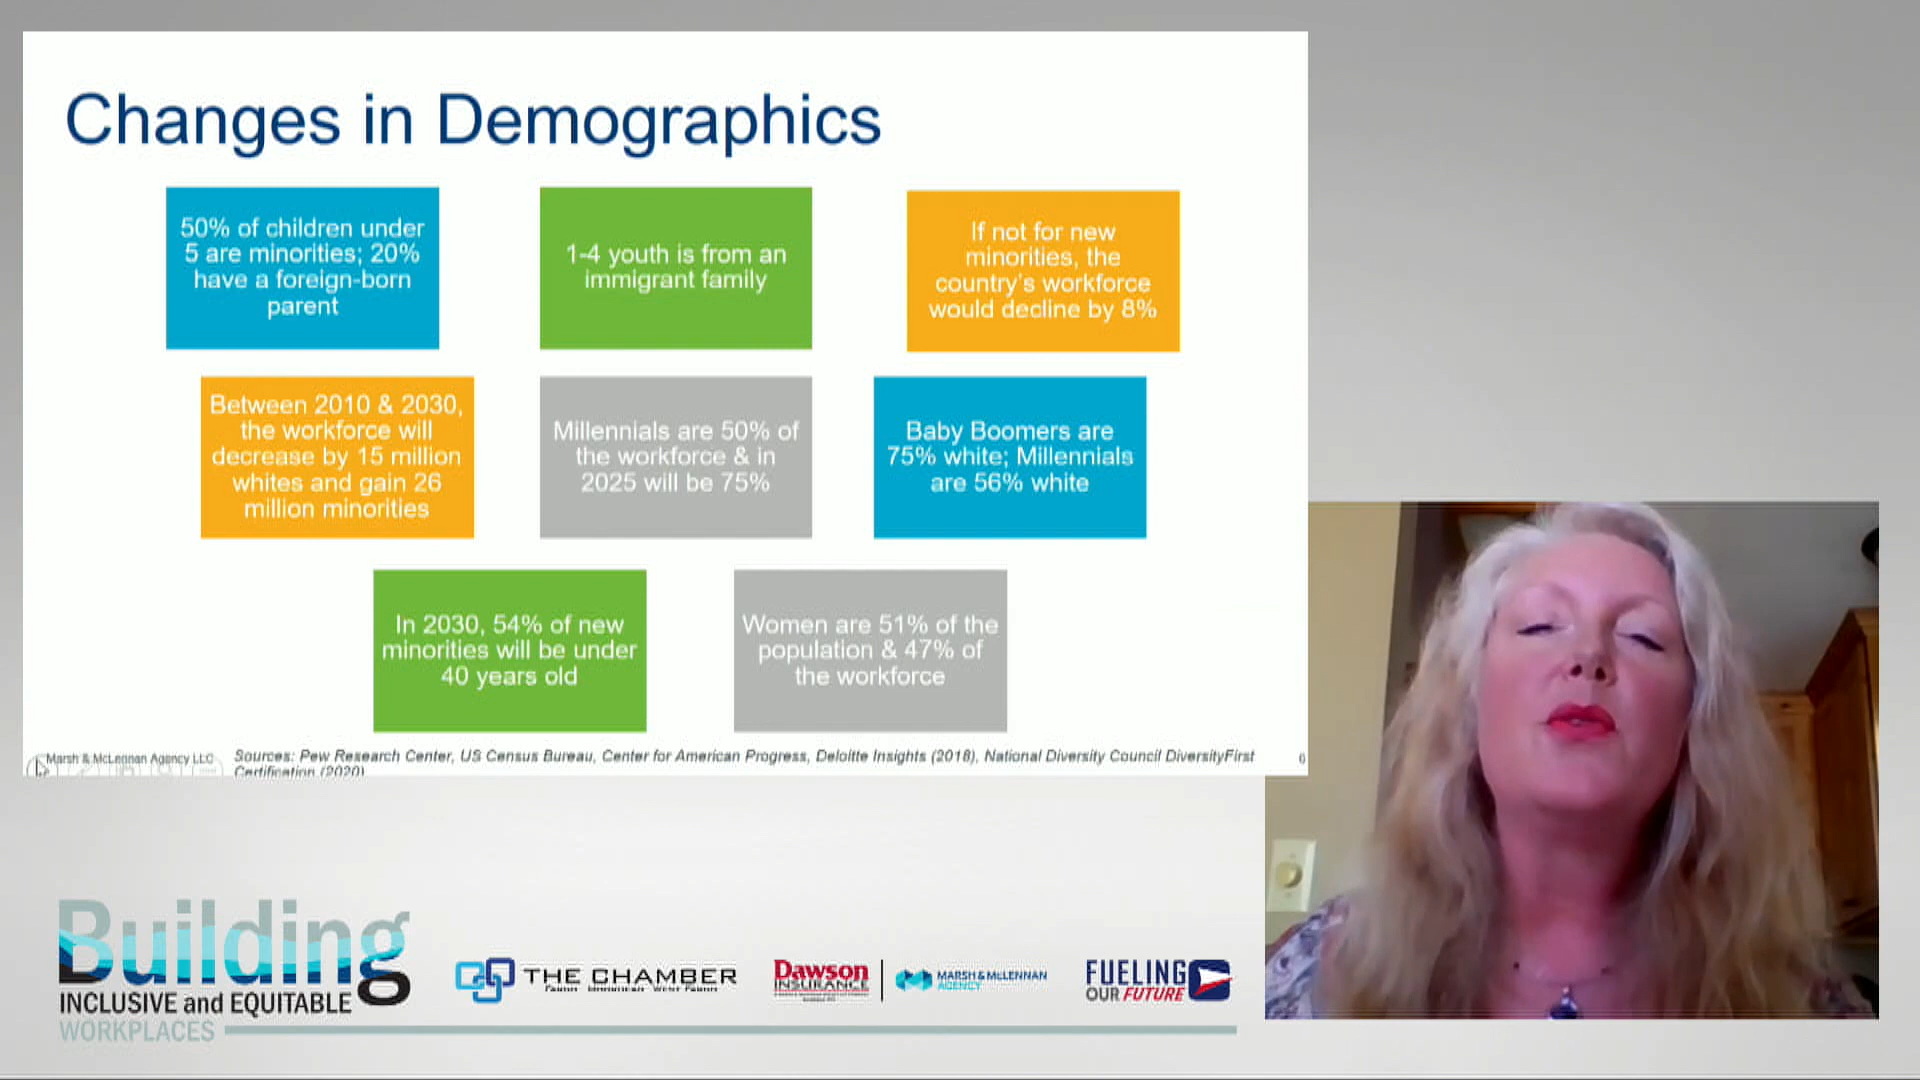 Changes in Demographics
50% of children under
5 are minorities; 20%
have a foreign-born
parent
1-4 youth is from an
immigrant family
If not for new
minorities, the
country's workforce
would decline by 8%
Between 2010 & 2030,
the workforce will
decrease by 15 million
whites and gain 26
million minorities
Millennials are 50% of
the workforce & in
2025 will be 75%
Baby Boomers are
75% white; Millennials
are 56% white
In 2030, 54% of new
minorities will be under
40 years old
Women are 51% of the
population & 47% of
the workforce
Marsh & McLennan Agency LLC
Sources: Pew Research Center, US Census Bureau, Center for American Progress, Deloitte Insights (2018), National Diversity Council DiversityFirst
Certification (2020)
6
Building
INCLUSIVE and EQUITABLE
WORKPLACES
THE CHAMBER
Fargo Moorhead West Fargo
Dawson
INSURANCE
MARSH & McLENNAN
AGENCY
FUELING
OUR FUTURE